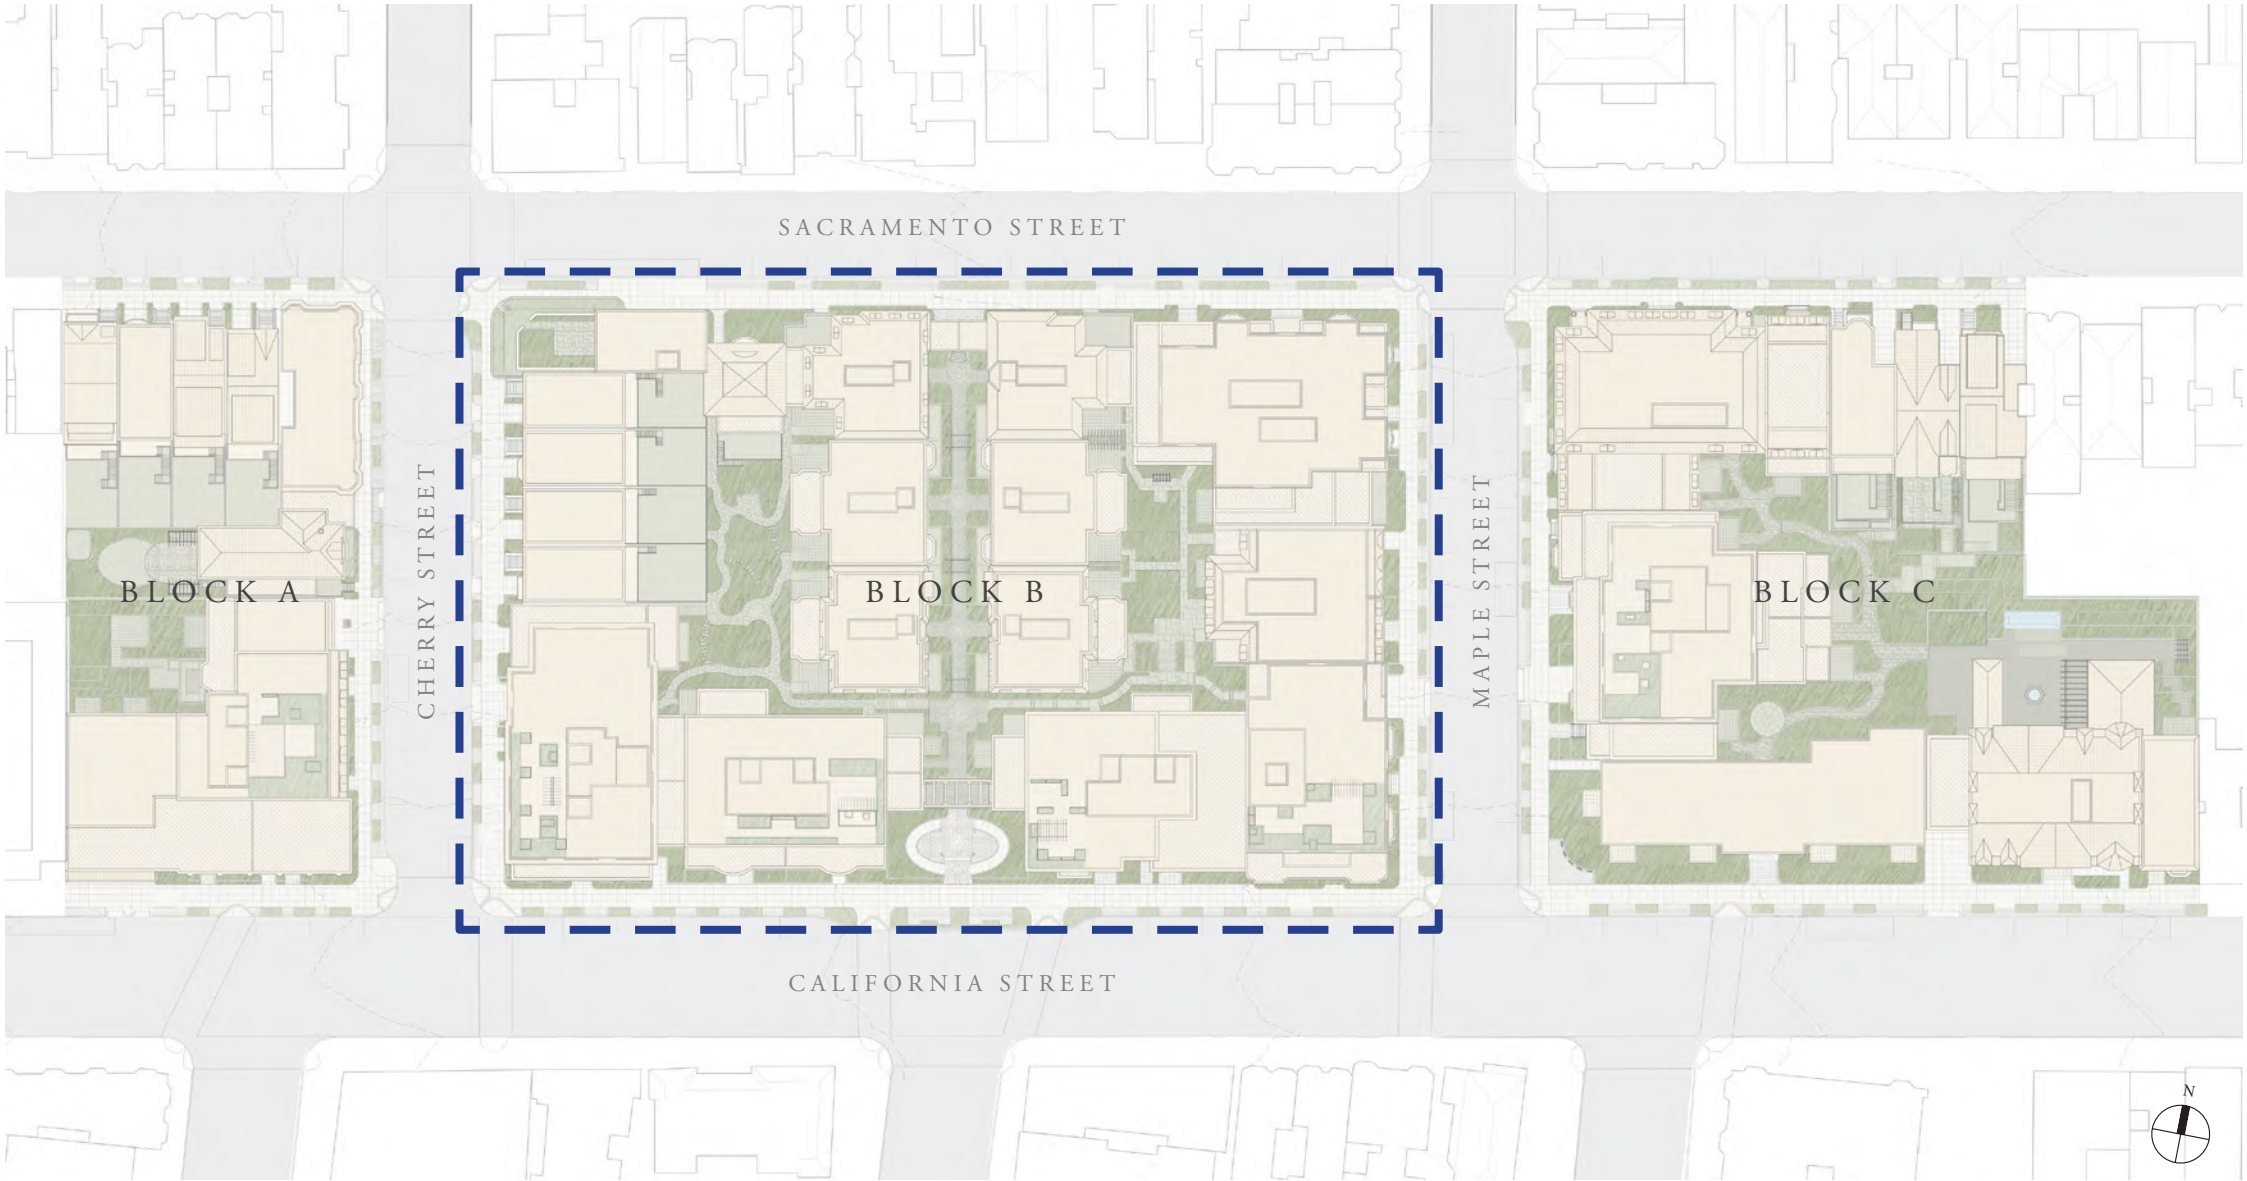 SACRAMENTO STREET
CHERRY STREET
MAPLE STREET
BLOCK A
BLOCK B
BLOCK C
CALIFORNIA STREET
N